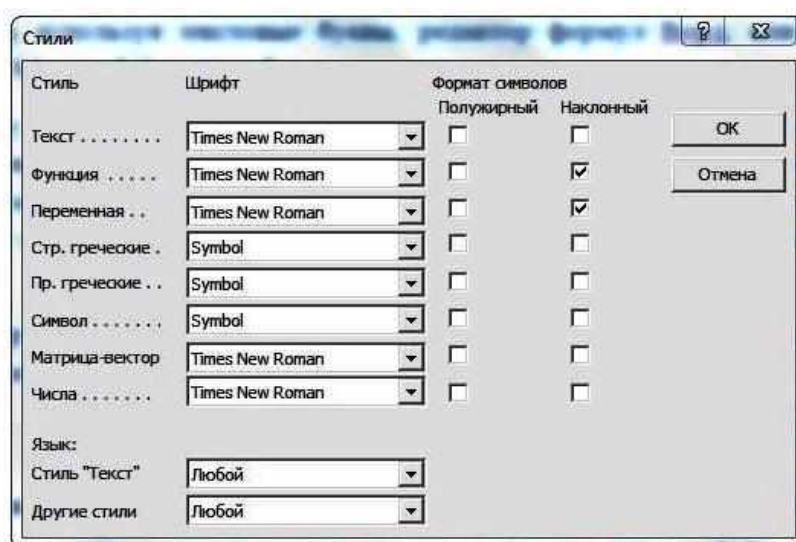 Стили
Стиль Шрифт Формат символов
Полужирный Наклонный
Текст . . . . . . . . Times New Roman OK
Функция . . . . . Times New Roman Отмена
Переменная . . Times New Roman
Стр. греческие . Symbol
Пр. греческие . . Symbol
Символ . . . . . . . Symbol
Матрица-вектор Times New Roman
Числа . . . . . . . Times New Roman
Язык:
Стиль "Текст" Любой
Другие стили Любой